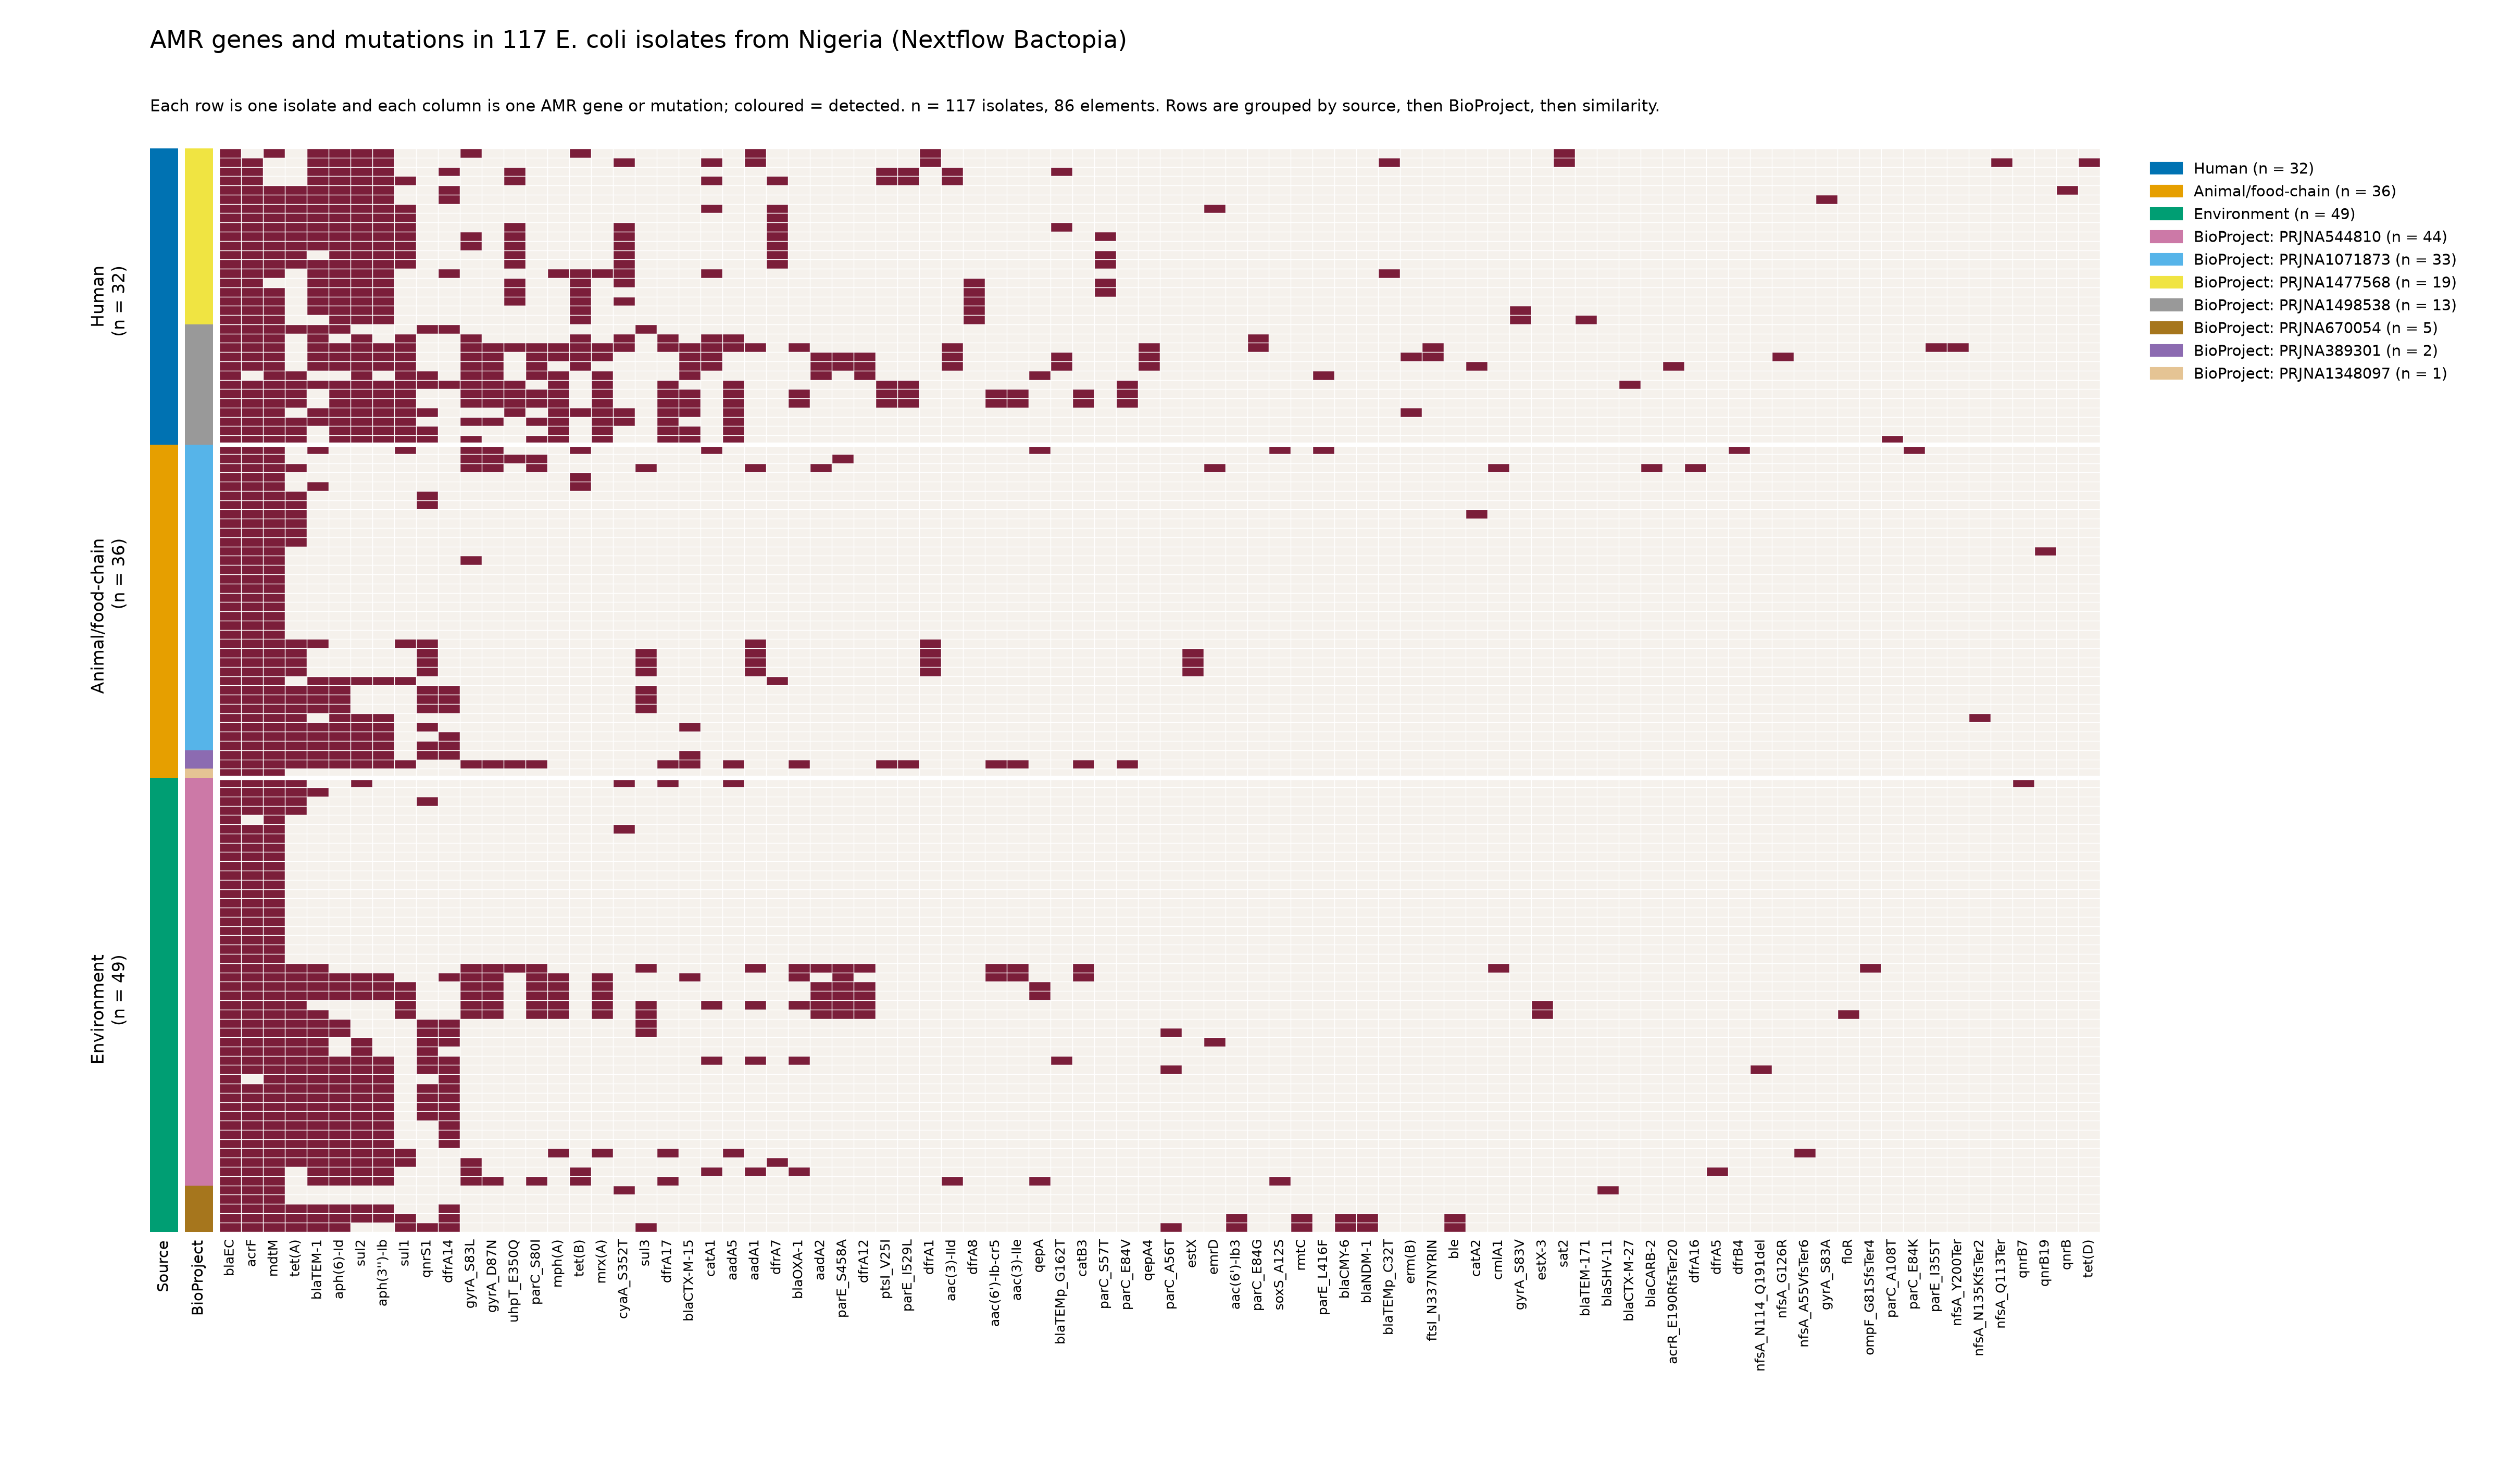 AMR genes and mutations in 117 E. coli isolates from Nigeria (Nextflow Bactopia)
Each row is one isolate and each column is one AMR gene or mutation; coloured = detected. n = 117 isolates, 86 elements. Rows are grouped by source, then BioProject, then similarity.
Human
(n = 32)
Animal/food-chain
(n = 36)
Environment
(n = 49)
Human (n = 32)
Animal/food-chain (n = 36)
Environment (n = 49)
BioProject: PRJNA544810 (n = 44)
BioProject: PRJNA1071873 (n = 33)
BioProject: PRJNA1477568 (n = 19)
BioProject: PRJNA1498538 (n = 13)
BioProject: PRJNA670054 (n = 5)
BioProject: PRJNA389301 (n = 2)
BioProject: PRJNA1348097 (n = 1)
Source
BioProject
blaEC
acrF
mdtM
tet(A)
blaTEM-1
aph(6)-Id
sul2
aph(3'')-Ib
sul1
qnrS1
dfrA14
gyrA_S83L
gyrA_D87N
uhpT_E350Q
parC_S80I
mph(A)
tet(B)
mrx(A)
cyaA_S352T
sul3
dfrA17
blaCTX-M-15
catA1
aadA5
aadA1
dfrA7
blaOXA-1
aadA2
parE_S458A
dfrA12
ptsI_V25I
parE_I529L
dfrA1
aac(3)-IId
dfrA8
aac(6')-Ib-cr5
aac(3)-IIe
qepA
blaTEMp_G162T
catB3
parC_S57T
parC_E84V
qepA4
parC_A56T
estX
emrD
aac(6')-Ib3
parC_E84G
soxS_A12S
rmtC
parE_L416F
blaCMY-6
blaNDM-1
blaTEMp_C32T
erm(B)
ftsI_N337NYRIN
ble
catA2
cmlA1
gyrA_S83V
estX-3
sat2
blaTEM-171
blaSHV-11
blaCTX-M-27
blaCARB-2
acrR_E190RfsTer20
dfrA16
dfrA5
dfrB4
nfsA_N114_Q191del
nfsA_G126R
nfsA_A55VfsTer6
gyrA_S83A
floR
ompF_G81SfsTer4
parC_A108T
parC_E84K
parE_I355T
nfsA_Y200Ter
nfsA_N135KfsTer2
nfsA_Q113Ter
qnrB7
qnrB19
qnrB
tet(D)